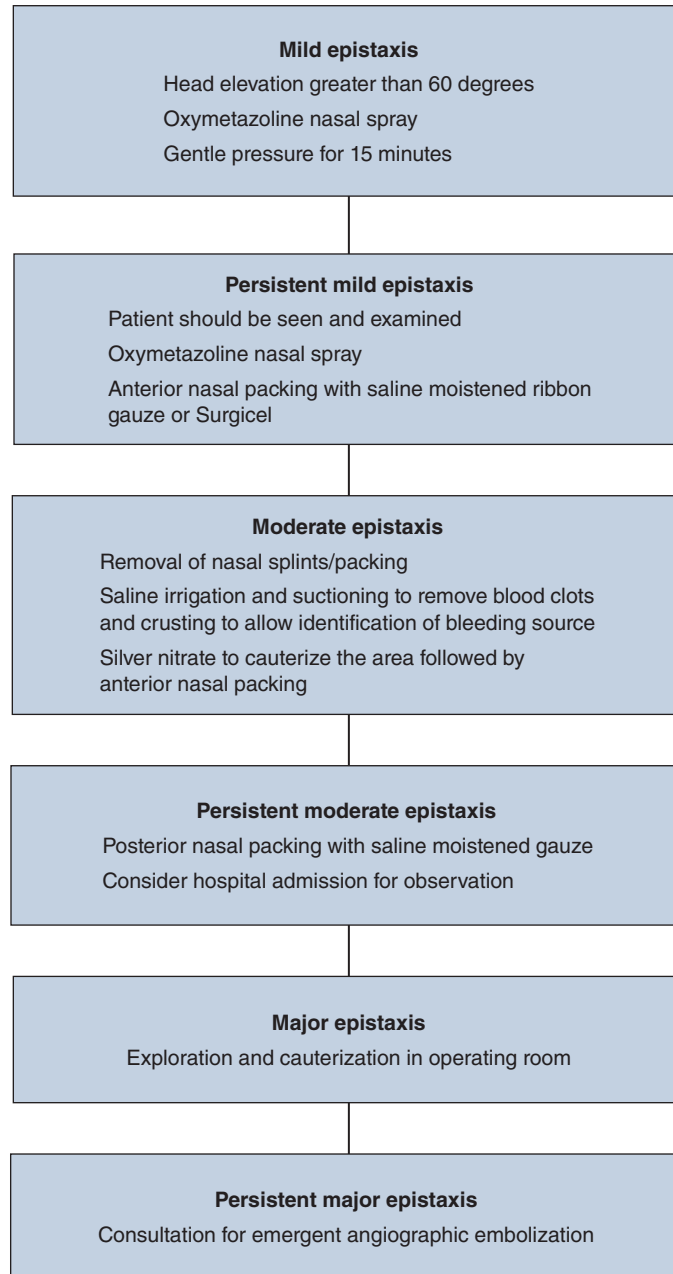 Mild epistaxis
Head elevation greater than 60 degrees
Oxymetazoline nasal spray
Gentle pressure for 15 minutes
Persistent mild epistaxis
Patient should be seen and examined
Oxymetazoline nasal spray
Anterior nasal packing with saline moistened ribbon
gauze or Surgicel
Moderate epistaxis
Removal of nasal splints/packing
Saline irrigation and suctioning to remove blood clots
and crusting to allow identification of bleeding source
Silver nitrate to cauterize the area followed by
anterior nasal packing
Persistent moderate epistaxis
Posterior nasal packing with saline moistened gauze
Consider hospital admission for observation
Major epistaxis
Exploration and cauterization in operating room
Persistent major epistaxis
Consultation for emergent angiographic embolization